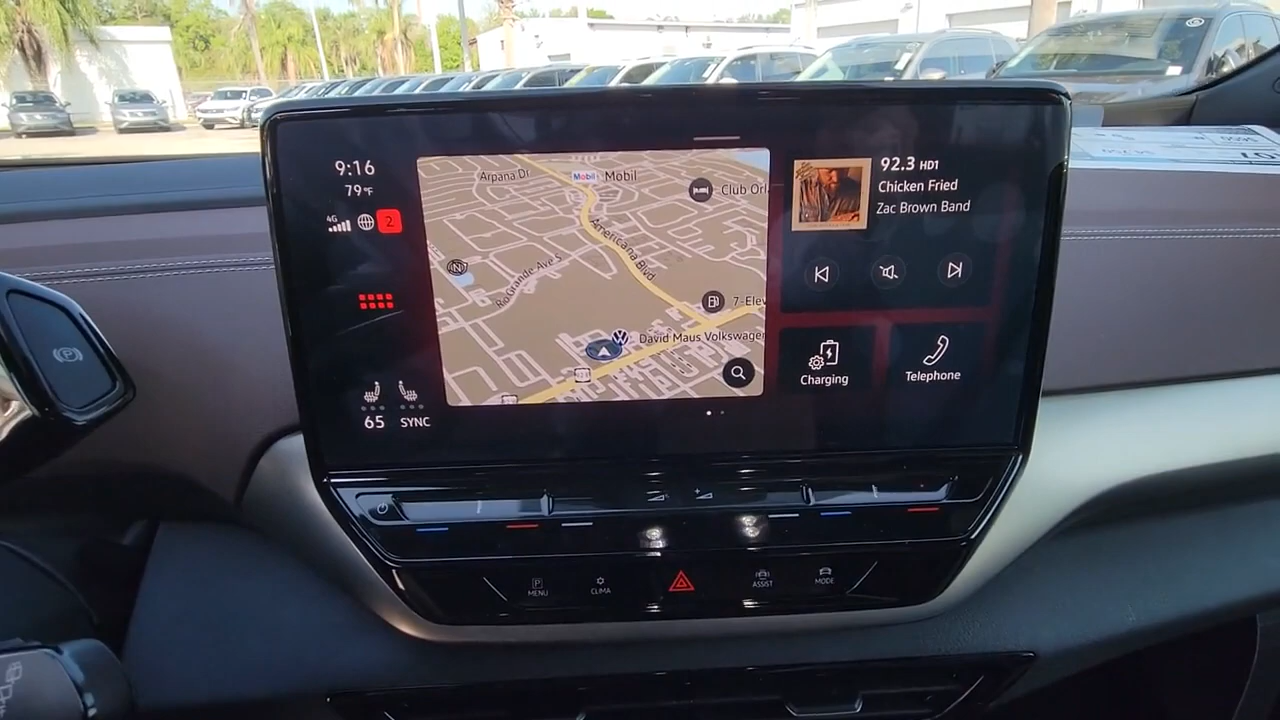 9:16
79°F
4G
2
65 SYNC
Arpana Dr
Mobil Mobil
Club Orl
Americana Blvd
Rio Grande Ave S
N
7-Elev
David Maus Volkswagen
92.3 HD1
Chicken Fried
Zac Brown Band
Charging
Telephone
P
MENU
CLIMA
ASSIST
MODE
P